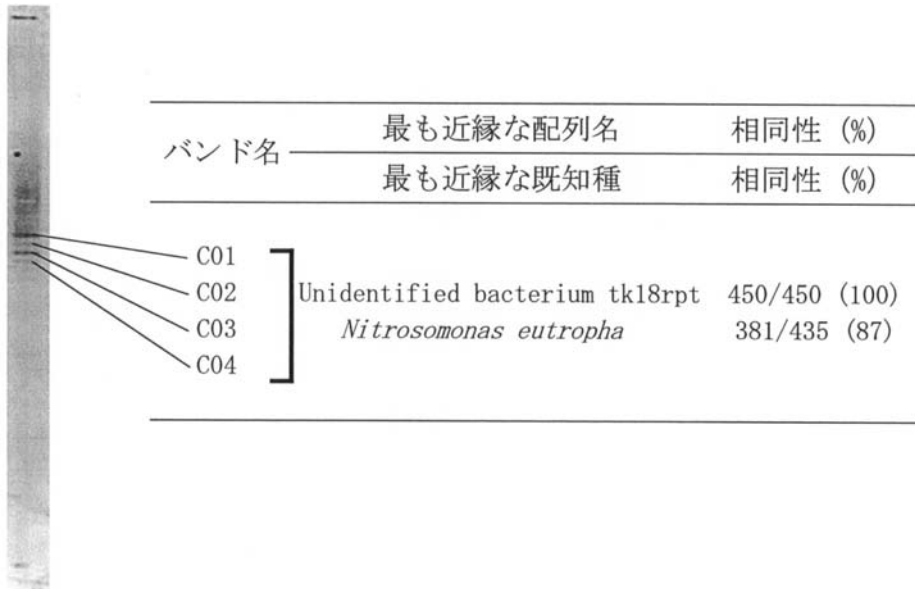 バンド名
最も近縁な配列名 相同性 (%)
最も近縁な既知種 相同性 (%)
C01
C02
C03
C04
Unidentified bacterium tk18rpt 450/450 (100)
Nitrosomonas eutropha 381/435 (87)